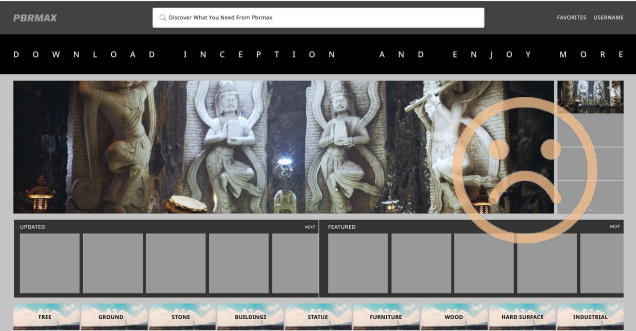 PBRMAX
Discover What You Need From Pbrmax
FAVORITES USERNAME
DOWNLOAD INCEPTION AND ENJOY MORE
UPDATED NEXT
FEATURED NEXT
TREE GROUND STONE BUILDINGS STATUE FURNITURE WOOD HARD SURFACE INDUSTRIAL